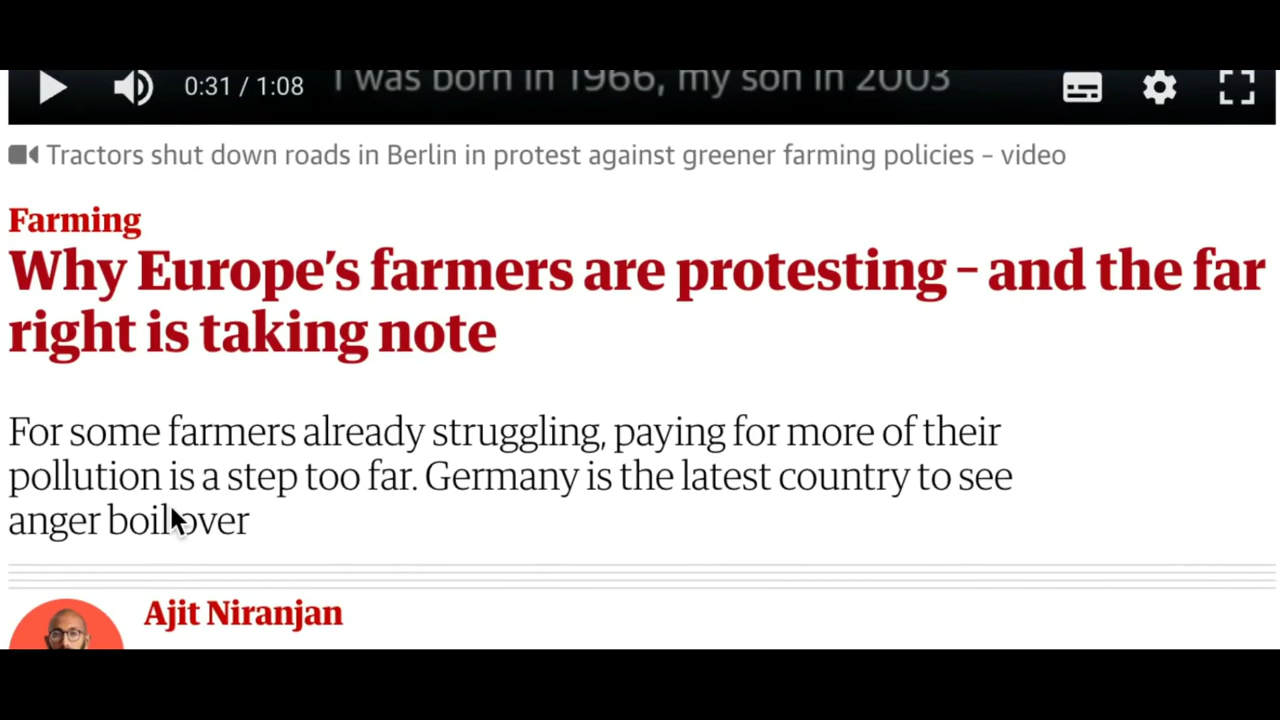 0:31 / 1:08 I was born in 1966, my son in 2003
Tractors shut down roads in Berlin in protest against greener farming policies – video
Farming
Why Europe's farmers are protesting – and the far
right is taking note
For some farmers already struggling, paying for more of their
pollution is a step too far. Germany is the latest country to see
anger boil over
Ajit Niranjan